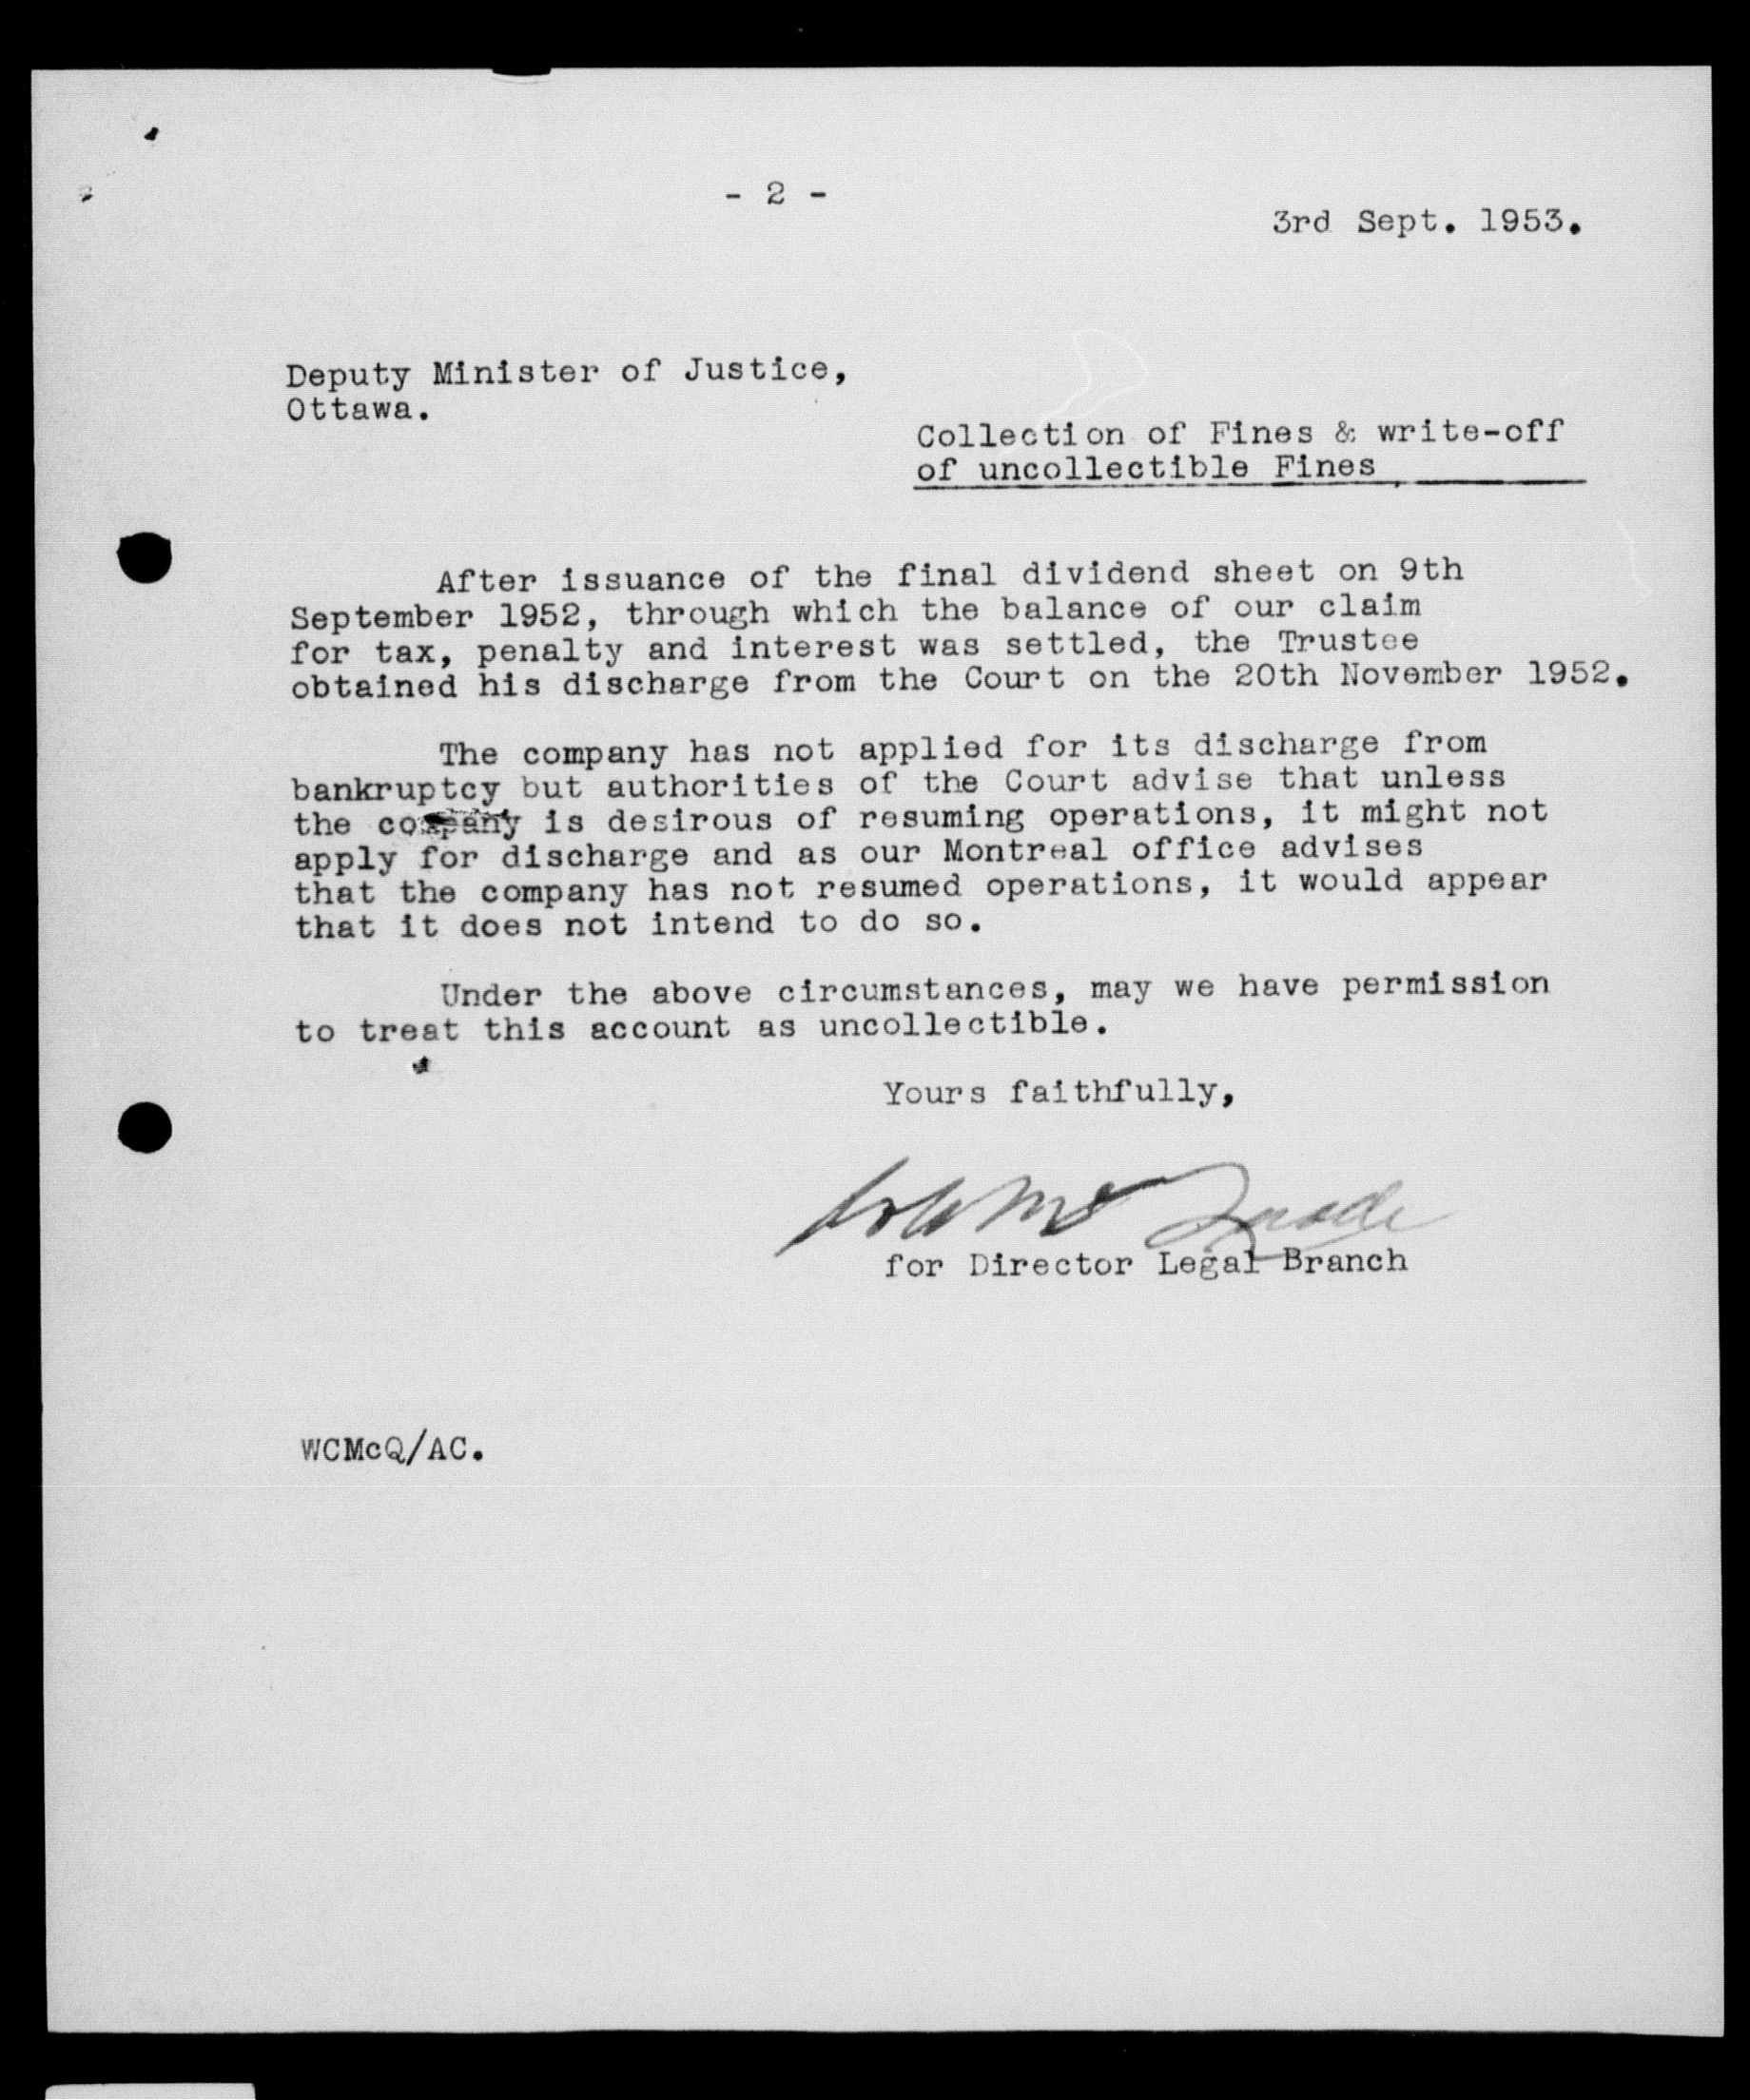 - 2 -
3rd Sept. 1953.
Deputy Minister of Justice,
Ottawa.
Collection of Fines & write-off
of uncollectible Fines
After issuance of the final dividend sheet on 9th
September 1952, through which the balance of our claim
for tax, penalty and interest was settled, the Trustee
obtained his discharge from the Court on the 20th November 1952.
The company has not applied for its discharge from
bankruptcy but authorities of the Court advise that unless
the company is desirous of resuming operations, it might not
apply for discharge and as our Montreal office advises
that the company has not resumed operations, it would appear
that it does not intend to do so.
Under the above circumstances, may we have permission
to treat this account as uncollectible.
Yours faithfully,
for Director Legal Branch
WCMcQ/AC.